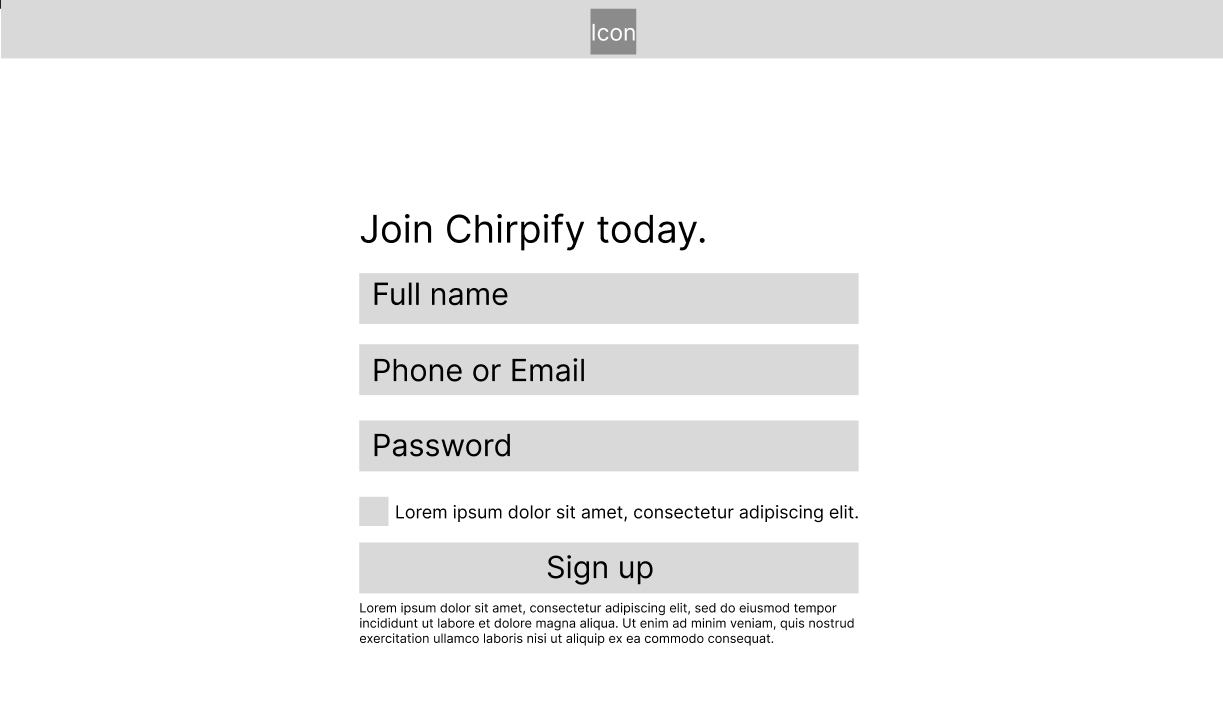 Icon
Join Chirpify today.
Full name
Phone or Email
Password
Lorem ipsum dolor sit amet, consectetur adipiscing elit.
Sign up
Lorem ipsum dolor sit amet, consectetur adipiscing elit, sed do eiusmod tempor
incididunt ut labore et dolore magna aliqua. Ut enim ad minim veniam, quis nostrud
exercitation ullamco laboris nisi ut aliquip ex ea commodo consequat.